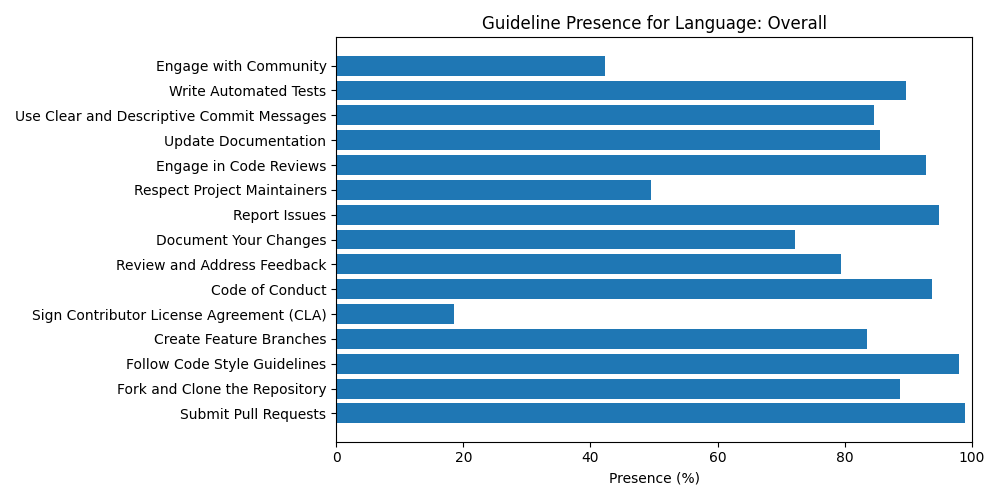 Guideline Presence for Language: Overall
Engage with Community
Write Automated Tests
Use Clear and Descriptive Commit Messages
Update Documentation
Engage in Code Reviews
Respect Project Maintainers
Report Issues
Document Your Changes
Review and Address Feedback
Code of Conduct
Sign Contributor License Agreement (CLA)
Create Feature Branches
Follow Code Style Guidelines
Fork and Clone the Repository
Submit Pull Requests
0 20 40 60 80 100
Presence (%)